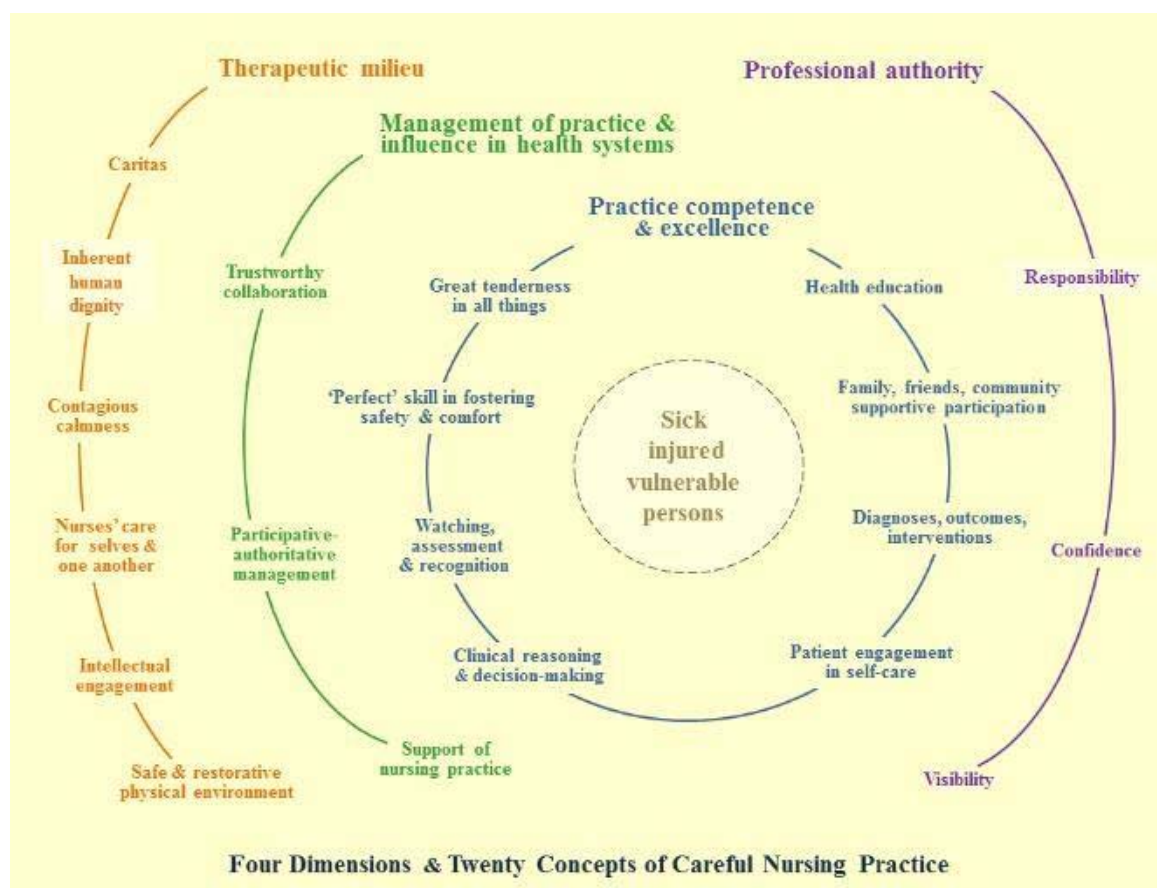 Therapeutic milieu
Caritas
Inherent
human
dignity
Contagious
calmness
Nurses' care
for selves &
one another
Intellectual
engagement
Safe & restorative
physical environment
Management of practice &
influence in health systems
Trustworthy
collaboration
Participative-
authoritative
management
Support of
nursing practice
Practice competence
& excellence
Great tenderness
in all things
'Perfect' skill in fostering
safety & comfort
Watching,
assessment
& recognition
Clinical reasoning
& decision-making
Patient engagement
in self-care
Diagnoses, outcomes,
interventions
Family, friends, community
supportive participation
Health education
Sick
injured
vulnerable
persons
Professional authority
Responsibility
Confidence
Visibility
Four Dimensions & Twenty Concepts of Careful Nursing Practice